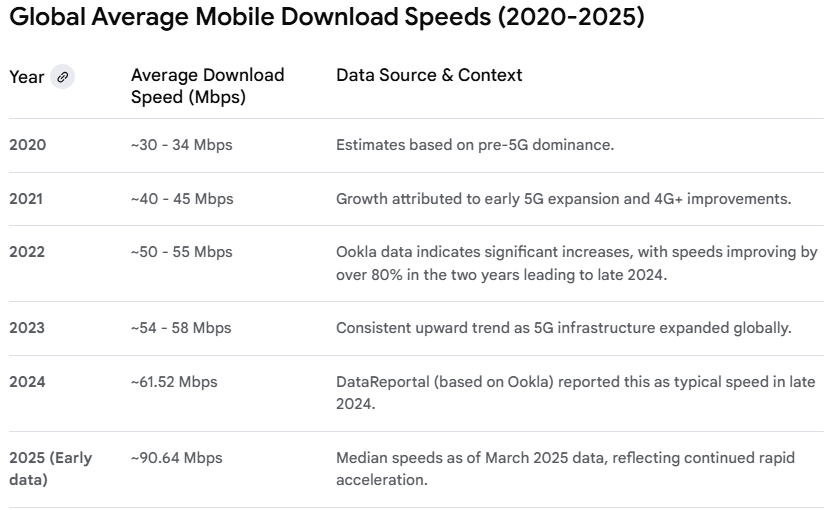 Global Average Mobile Download Speeds (2020-2025)
Year
Average Download
Speed (Mbps)
Data Source & Context
2020
~30 - 34 Mbps
Estimates based on pre-5G dominance.
2021
~40 - 45 Mbps
Growth attributed to early 5G expansion and 4G+ improvements.
2022
~50 - 55 Mbps
Ookla data indicates significant increases, with speeds improving by
over 80% in the two years leading to late 2024.
2023
~54 - 58 Mbps
Consistent upward trend as 5G infrastructure expanded globally.
2024
~61.52 Mbps
DataReportal (based on Ookla) reported this as typical speed in late
2024.
2025 (Early
data)
~90.64 Mbps
Median speeds as of March 2025 data, reflecting continued rapid
acceleration.